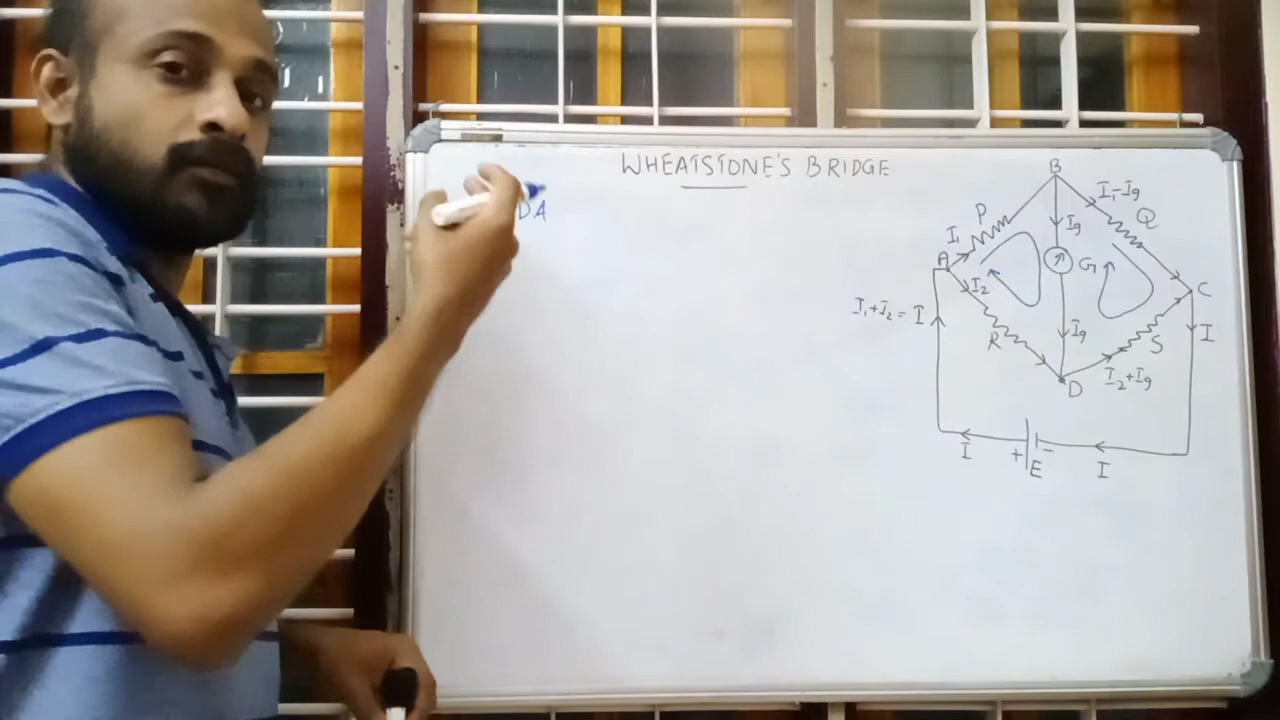 WHEATSTONE'S BRIDGE
DA
B
I₁-Ig
P
Q
I₁
Ig
A
G
I₂
C
I₁+I₂ = I
R
Ig
S
I
D
I₂+Ig
I
+
-
E
I